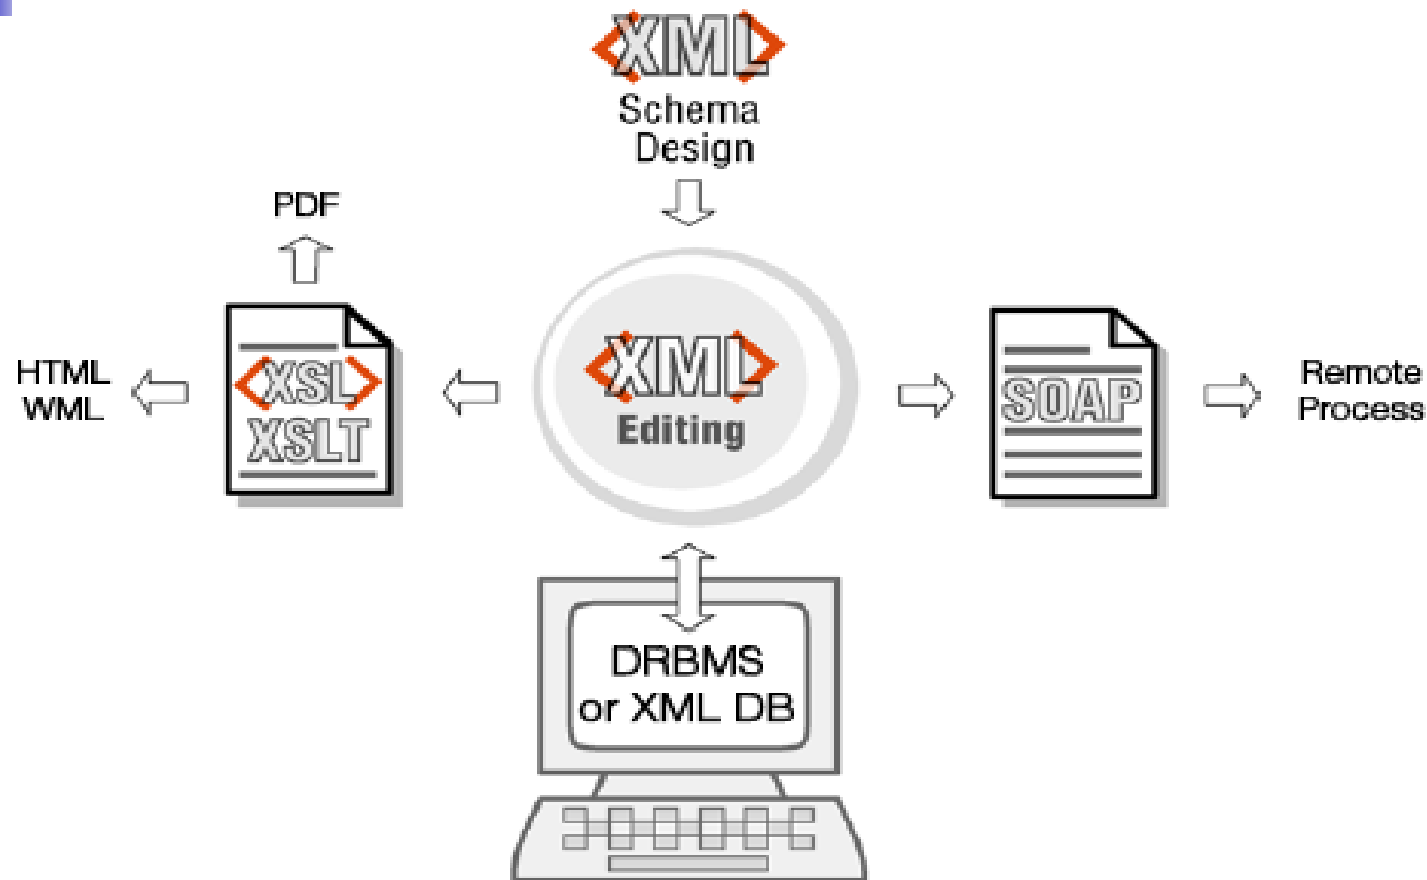 <XML>
Schema
Design
PDF
HTML
WML
<XSL>
XSLT
<XML>
Editing
SOAP
Remote
Process
DRBMS
or XML DB